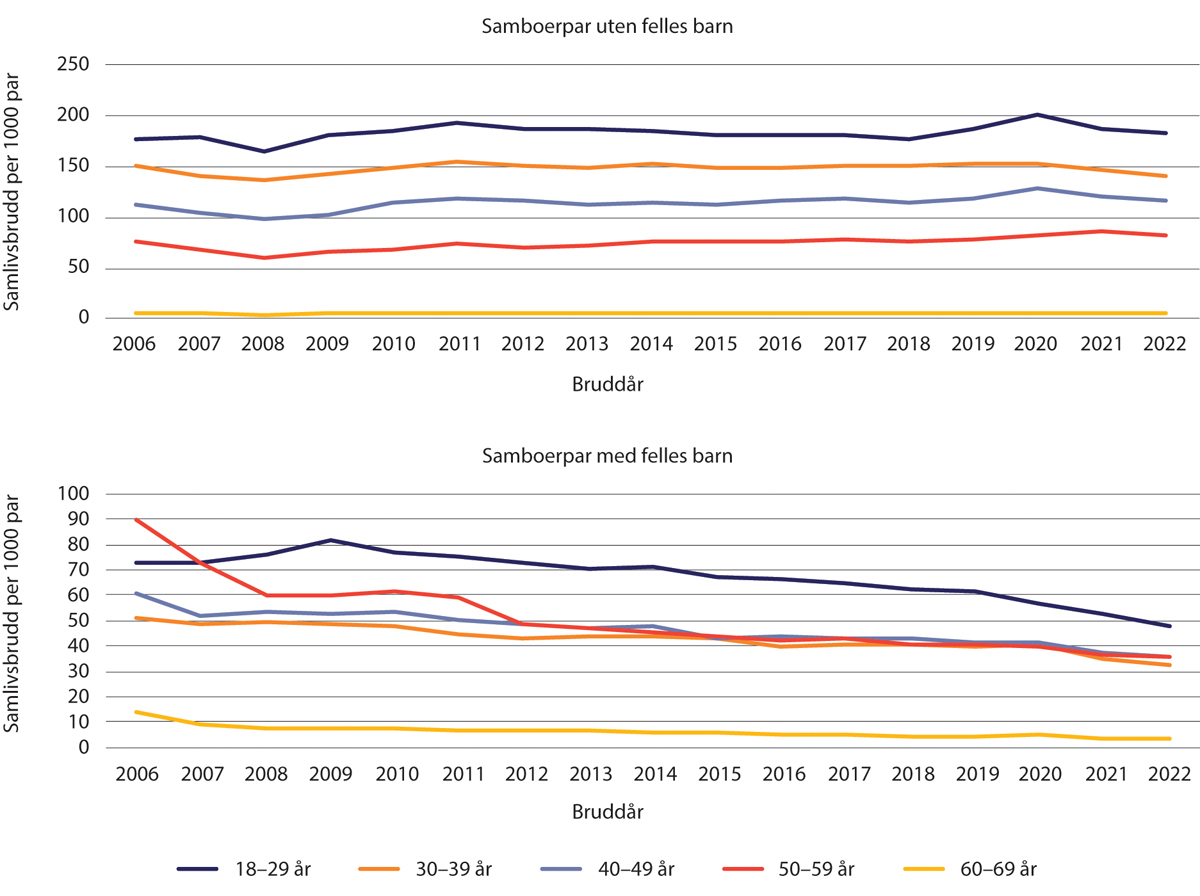 Samboerpar uten felles barn
Samlivsbrudd per 1000 par
250
200
150
100
50
0
2006 2007 2008 2009 2010 2011 2012 2013 2014 2015 2016 2017 2018 2019 2020 2021 2022
Bruddår
Samboerpar med felles barn
Samlivsbrudd per 1000 par
100
90
80
70
60
50
40
30
20
10
0
2006 2007 2008 2009 2010 2011 2012 2013 2014 2015 2016 2017 2018 2019 2020 2021 2022
Bruddår
18–29 år 30–39 år 40–49 år 50–59 år 60–69 år